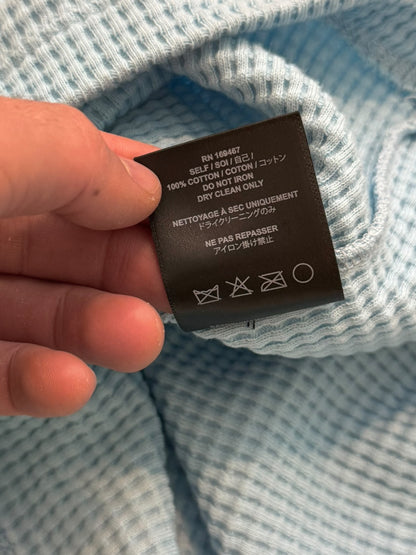 RN 169467
SELF / SOI / 自己 /
100% COTTON / COTON / コットン
DO NOT IRON
DRY CLEAN ONLY
NETTOYAGE À SEC UNIQUEMENT
ドライクリーニングのみ
NE PAS REPASSER
アイロン掛け禁止